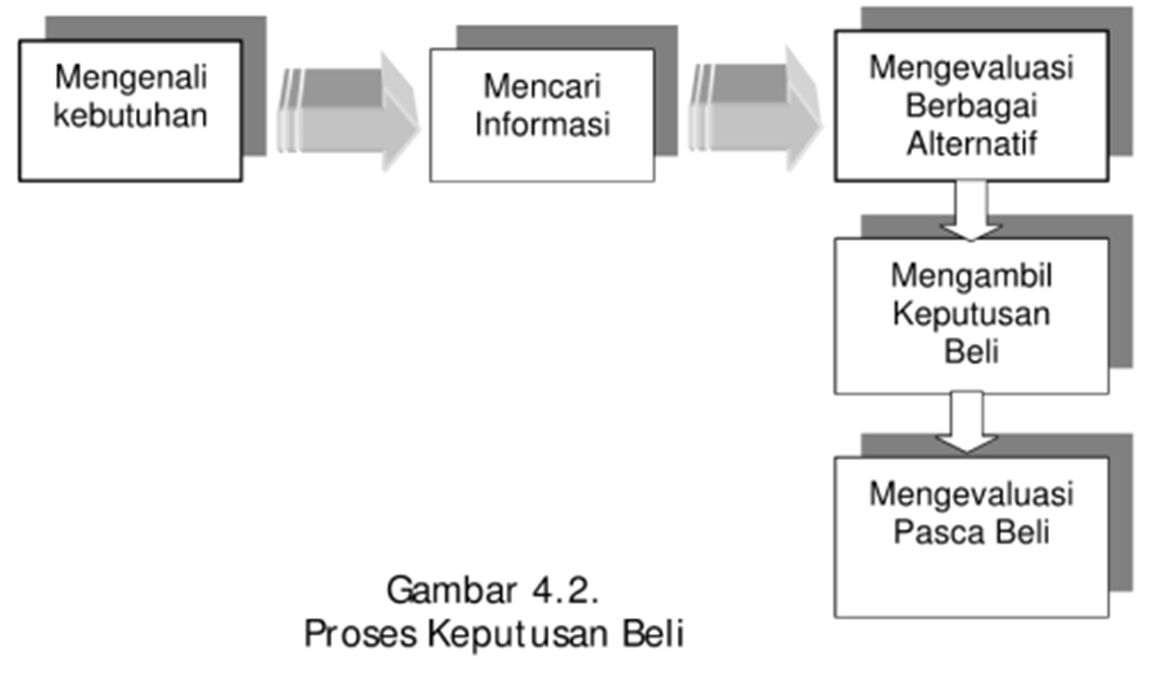 Mengenali
kebutuhan
Mencari
Informasi
Mengevaluasi
Berbagai
Alternatif
Mengambil
Keputusan
Beli
Mengevaluasi
Pasca Beli
Gambar 4.2.
Proses Keputusan Beli